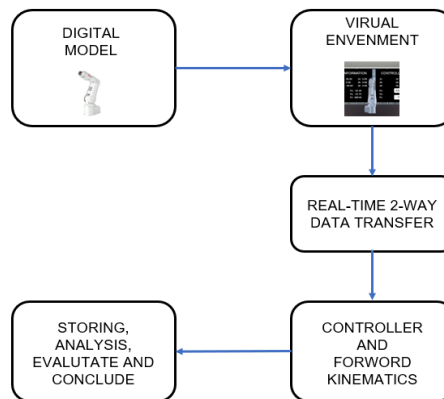 DIGITAL
MODEL
VIRUAL
ENVENMENT
REAL-TIME 2-WAY
DATA TRANSFER
CONTROLLER
AND
FORWORD
KINEMATICS
STORING,
ANALYSIS,
EVALUTATE AND
CONCLUDE